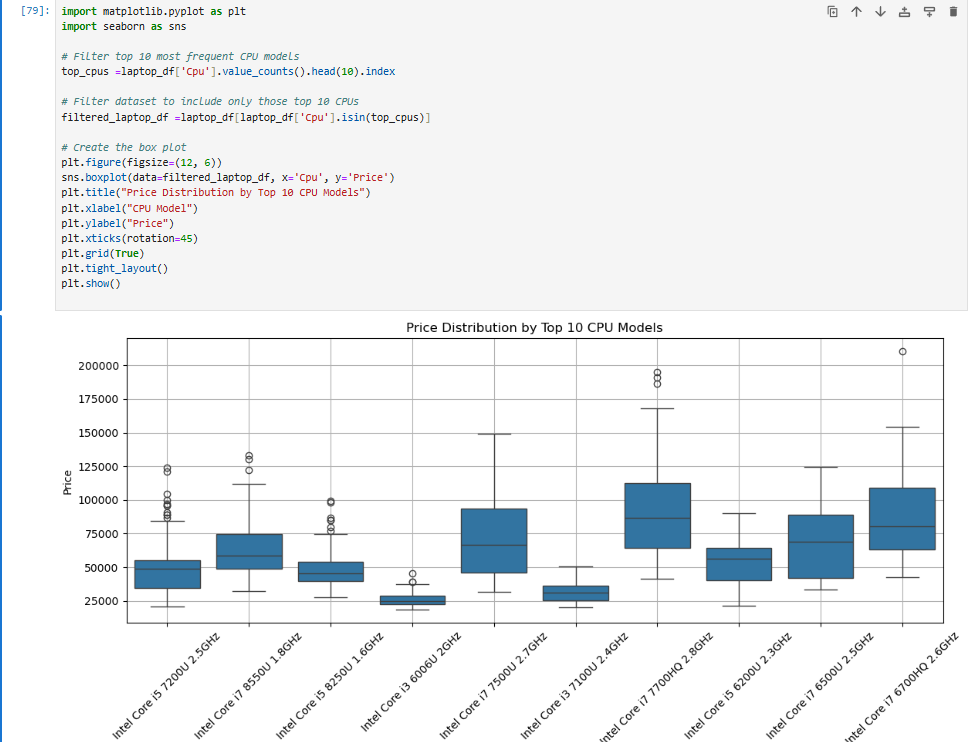 [79]:
import matplotlib.pyplot as plt
import seaborn as sns
# Filter top 10 most frequent CPU models
top_cpus =laptop_df['Cpu'].value_counts().head(10).index
# Filter dataset to include only those top 10 CPUs
filtered_laptop_df =laptop_df[laptop_df['Cpu'].isin(top_cpus)]
# Create the box plot
plt.figure(figsize=(12, 6))
sns.boxplot(data=filtered_laptop_df, x='Cpu', y='Price')
plt.title("Price Distribution by Top 10 CPU Models")
plt.xlabel("CPU Model")
plt.ylabel("Price")
plt.xticks(rotation=45)
plt.grid(True)
plt.tight_layout()
plt.show()
Price Distribution by Top 10 CPU Models
Price
200000
175000
150000
125000
100000
75000
50000
25000
Intel Core i5 7200U 2.5GHz
Intel Core i7 8550U 1.8GHz
Intel Core i5 8250U 1.6GHz
Intel Core i3 6006U 2GHz
Intel Core i7 7500U 2.7GHz
Intel Core i3 7100U 2.4GHz
Intel Core i7 7700HQ 2.8GHz
Intel Core i5 6200U 2.3GHz
Intel Core i7 6500U 2.5GHz
Intel Core i7 6700HQ 2.6GHz